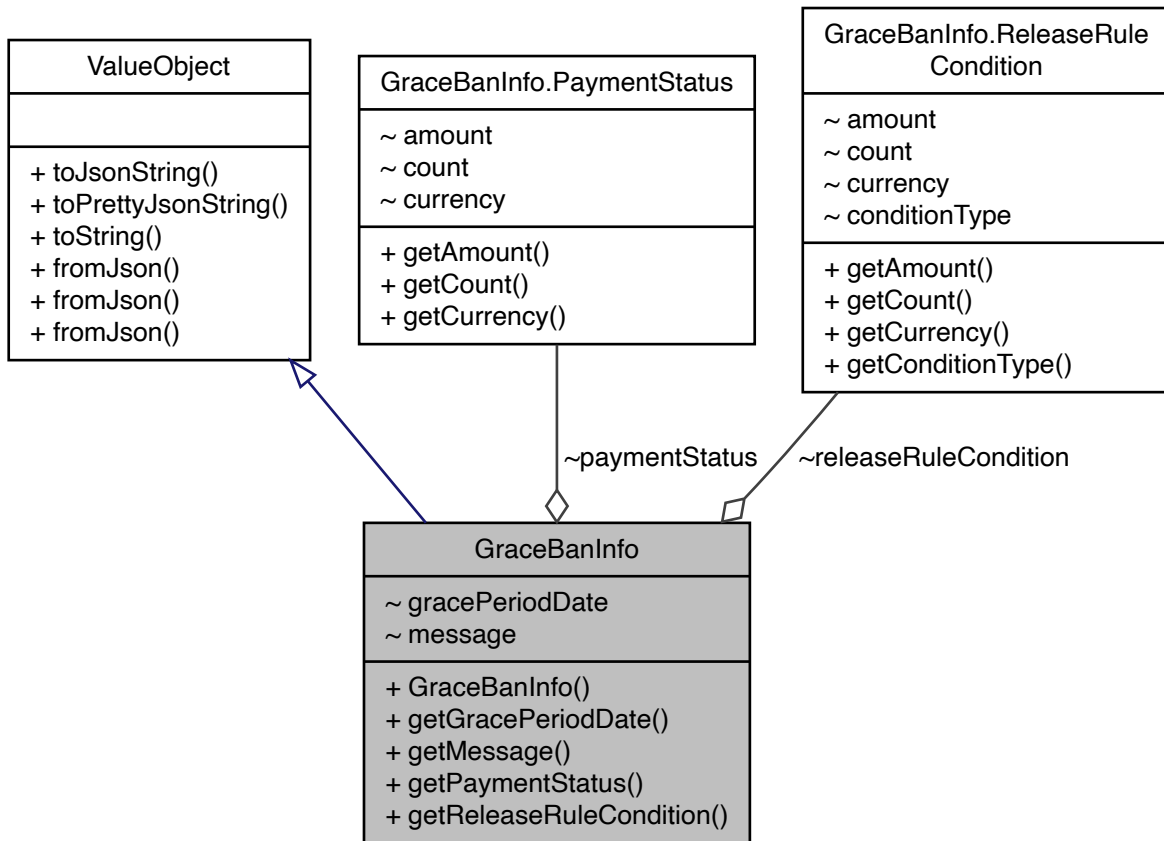 ValueObject
+ toJsonString()
+ toPrettyJsonString()
+ toString()
+ fromJson()
+ fromJson()
+ fromJson()
GraceBanInfo.PaymentStatus
~ amount
~ count
~ currency
+ getAmount()
+ getCount()
+ getCurrency()
GraceBanInfo.ReleaseRule
Condition
~ amount
~ count
~ currency
~ conditionType
+ getAmount()
+ getCount()
+ getCurrency()
+ getConditionType()
~paymentStatus
~releaseRuleCondition
GraceBanInfo
~ gracePeriodDate
~ message
+ GraceBanInfo()
+ getGracePeriodDate()
+ getMessage()
+ getPaymentStatus()
+ getReleaseRuleCondition()